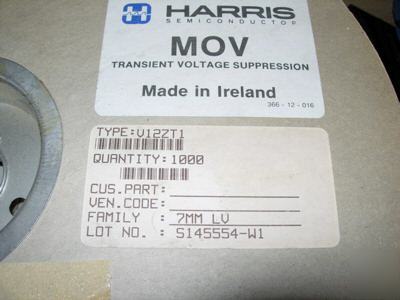 HARRIS
SEMICONDUCTOR
MOV
TRANSIENT VOLTAGE SUPPRESSION
Made in Ireland
366-12-016
TYPE:V12ZT1
QUANTITY:1000
CUS.PART:
VEN.CODE:
FAMILY : 7MM LV
LOT NO. : S145554-W1